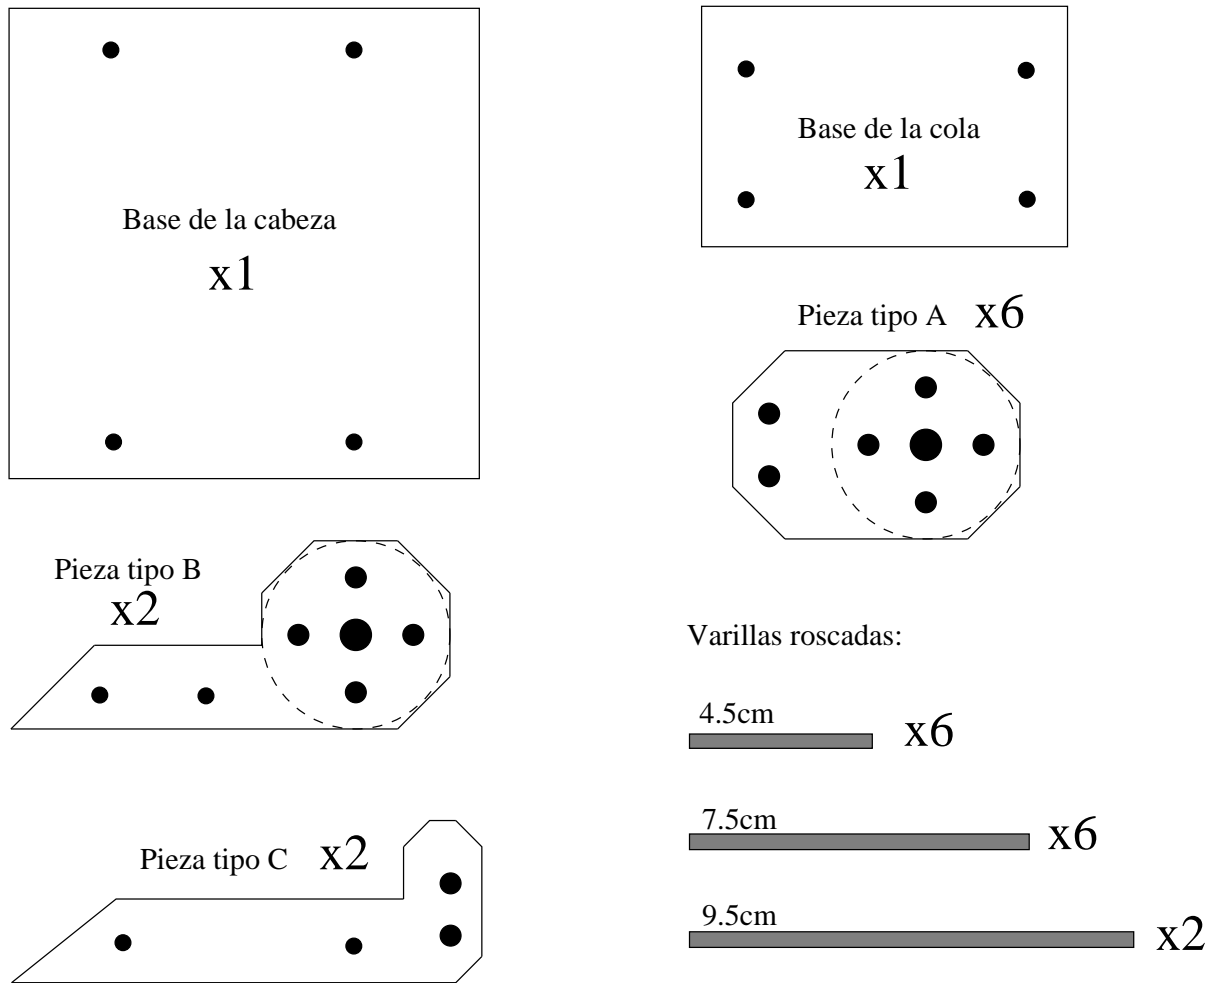 Base de la cabeza
x1
Base de la cola
x1
Pieza tipo A x6
Pieza tipo B
x2
Pieza tipo C x2
Varillas roscadas:
4.5cm x6
7.5cm x6
9.5cm x2